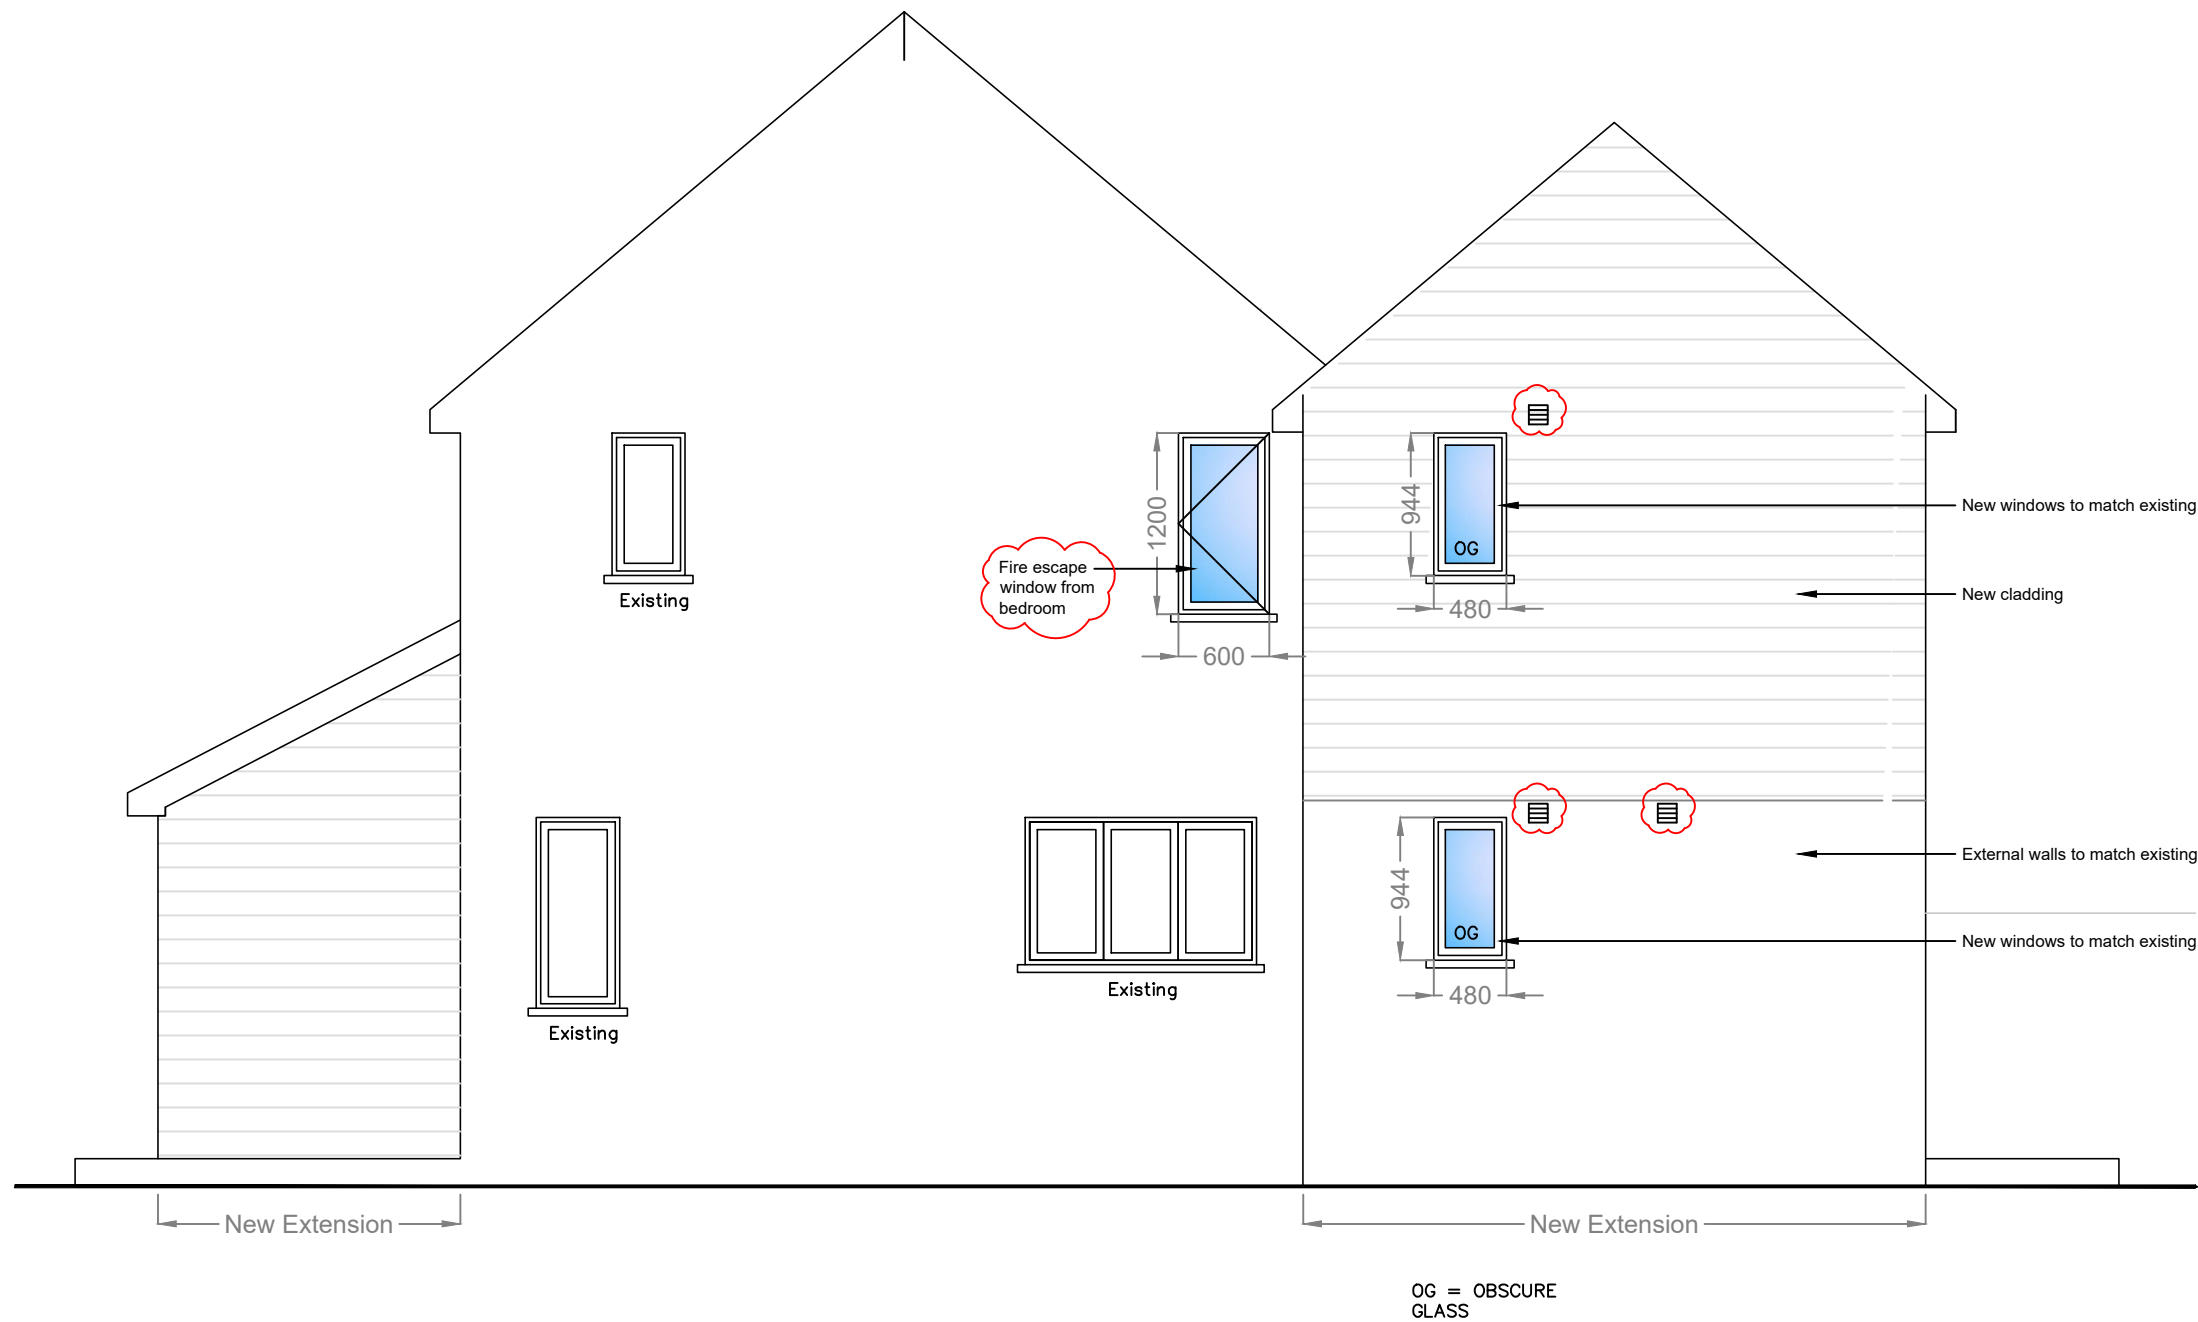 1200
944
New windows to match existing
OG
Fire escape
window from
bedroom
New cladding
Existing
480
600
External walls to match existing
944
OG
New windows to match existing
Existing
480
Existing
New Extension
New Extension
OG = OBSCURE
GLASS